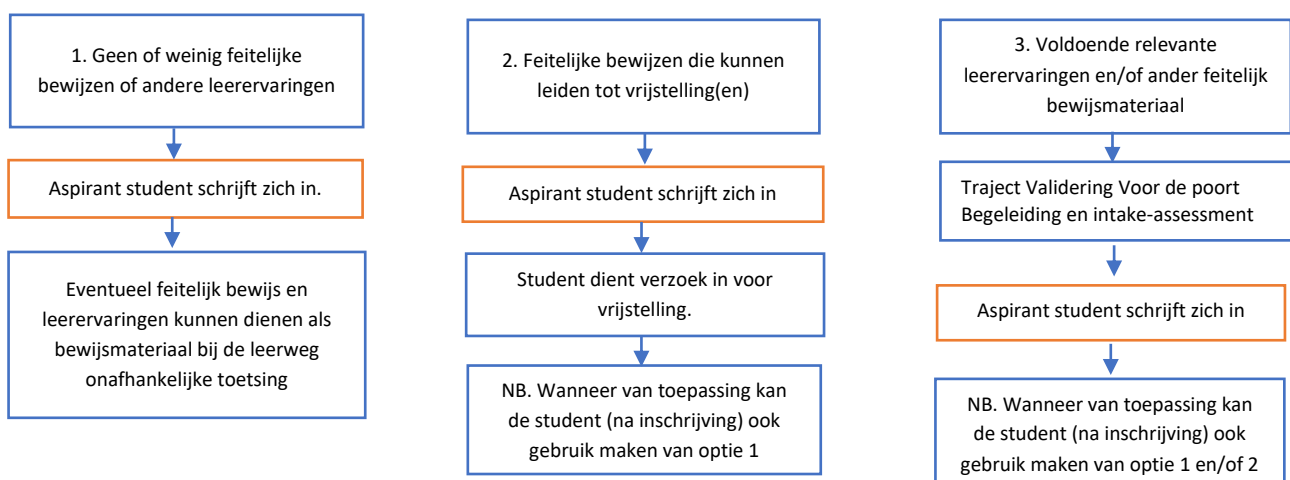 1. Geen of weinig feitelijke
bewijzen of andere leerervaringen
Aspirant student schrijft zich in.
Eventueel feitelijk bewijs en
leerervaringen kunnen dienen als
bewijsmateriaal bij de leerweg
onafhankelijke toetsing
2. Feitelijke bewijzen die kunnen
leiden tot vrijstelling(en)
Aspirant student schrijft zich in
Student dient verzoek in voor
vrijstelling.
NB. Wanneer van toepassing kan
de student (na inschrijving) ook
gebruik maken van optie 1
3. Voldoende relevante
leerervaringen en/of ander feitelijk
bewijsmateriaal
Traject Validering Voor de poort
Begeleiding en intake-assessment
Aspirant student schrijft zich in
NB. Wanneer van toepassing kan
de student (na inschrijving) ook
gebruik maken van optie 1 en/of 2